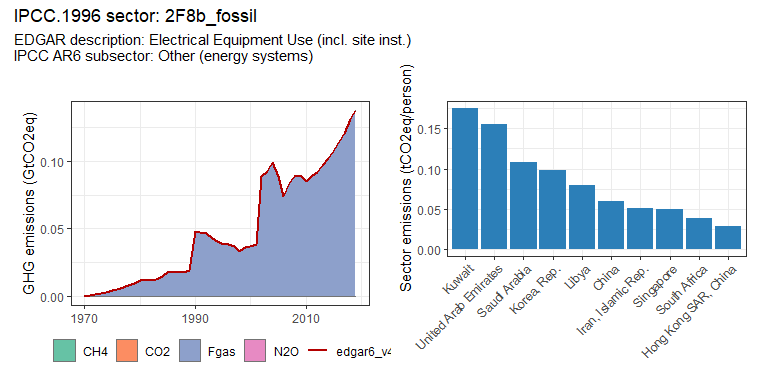 IPCC.1996 sector: 2F8b_fossil
EDGAR description: Electrical Equipment Use (incl. site inst.)
IPCC AR6 subsector: Other (energy systems)
GHG emissions (GtCO2eq)
0.10
0.05
0.00
1970 1990 2010
CH4 CO2 Fgas N2O edgar6_v4
Sector emissions (tCO2eq/person)
0.15
0.10
0.05
0.00
Kuwait
United Arab Emirates
Saudi Arabia
Korea, Rep.
Libya
China
Iran, Islamic Rep.
Singapore
South Africa
Hong Kong SAR, China